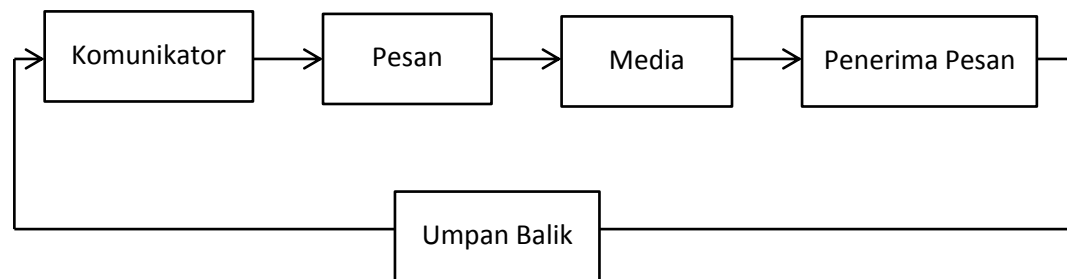 Komunikator
Pesan
Media
Penerima Pesan
Umpan Balik